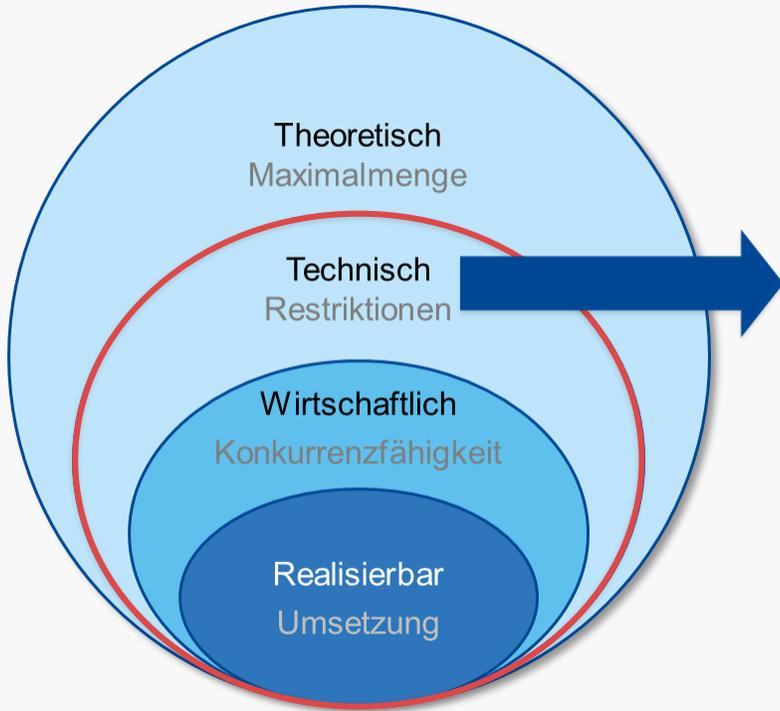 Theoretisch
Maximalmenge
Technisch
Restriktionen
Wirtschaftlich
Konkurrenzfähigkeit
Realisierbar
Umsetzung